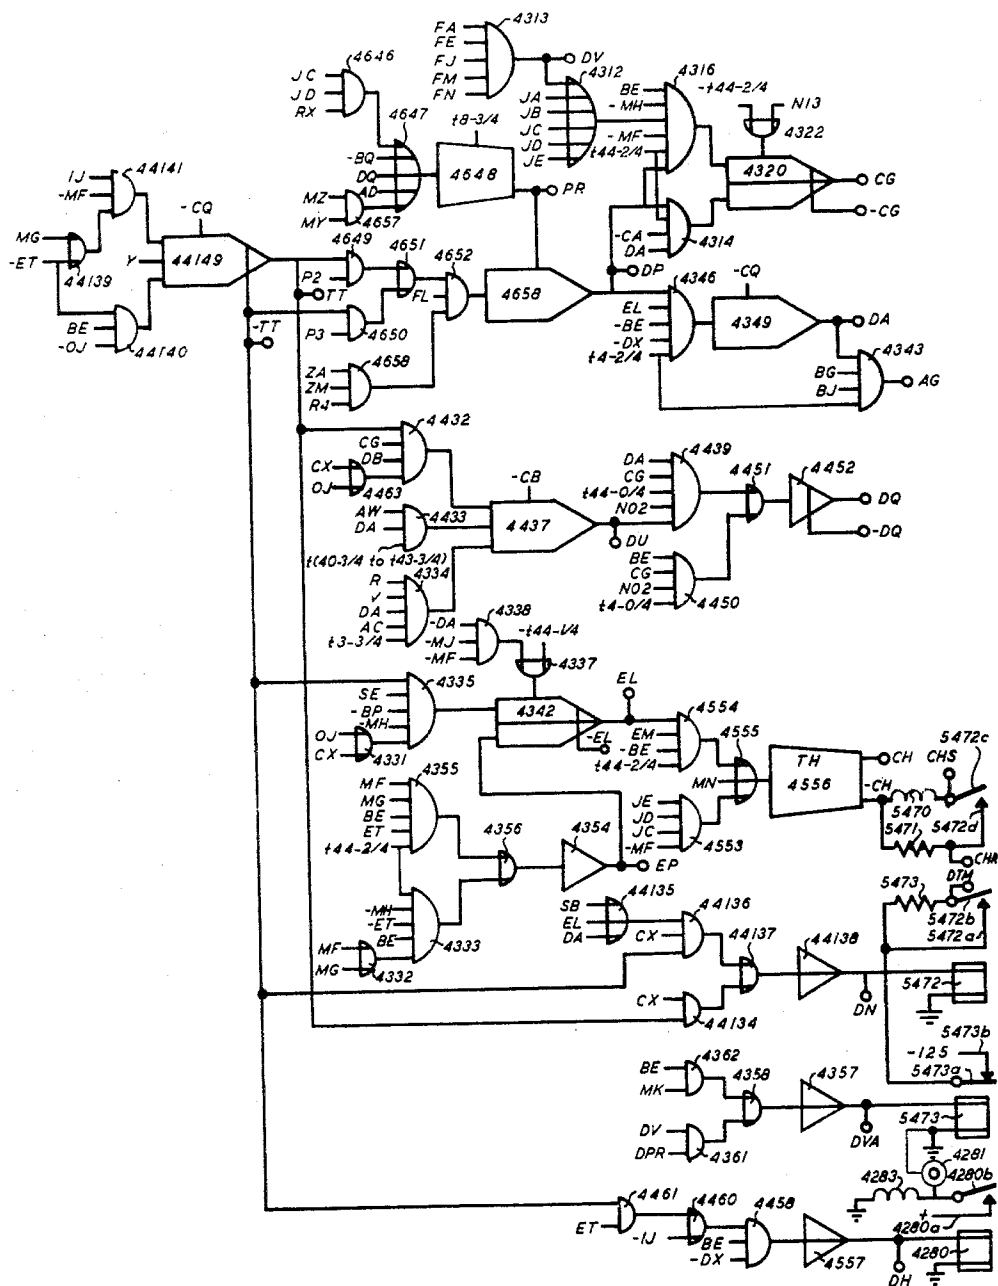 FA
FE
FJ
FM
FN
4313
DV
4312
JA
JB
JC
JD
JE
4316
-t44-2/4
BE
-MH
-MF
t44-2/4
N13
4322
4320
CG
-CG
4314
-CA
DA
JC
JD
RX
4646
4647
t8-3/4
-BQ
DQ
AD
MZ
MY
4657
4648
PR
IJ
-MF
44141
MG
-ET
44139
-CQ
Y
44149
BE
-OJ
44140
4649
P2
4651
4652
TT
FL
P3
4650
-TT
4658
DP
4346
-CQ
EL
-BE
-DX
t4-2/4
4349
DA
4343
BG
BJ
AG
ZA
ZM
R4
4658
4432
CG
DB
CX
OJ
4463
AW
DA
4433
t(40-3/4 to t43-3/4)
-CB
4437
DU
DA
CG
t44-0/4
NO2
4439
4451
4452
DQ
-DQ
BE
CG
NO2
t4-0/4
4450
R
V
DA
AC
t3-3/4
4334
-DA
-MJ
-MF
4338
-t44-1/4
4337
SE
-BP
-MH
OJ
CX
4331
4335
4342
EL
-EL
4554
EM
-BE
t44-2/4
MN
4555
TH
4556
CH
-CH
CHS
5472c
5470
5471
5472d
CHR
JE
JD
JC
-MF
4553
MF
MG
BE
ET
t44-2/4
4355
4356
4354
EP
-MH
-ET
BE
MF
MG
4332
4333
SB
EL
DA
44135
44136
CX
44137
44138
DN
CX
44134
5473
DTM
5472b
5472a
5472
5473b
-125
5473a
BE
MK
4362
4358
4357
DVA
DV
DPR
4361
5473
4281
4283
4280b
+
4280a
4280
4461
ET
4460
-IJ
4458
BE
-DX
4557
DH